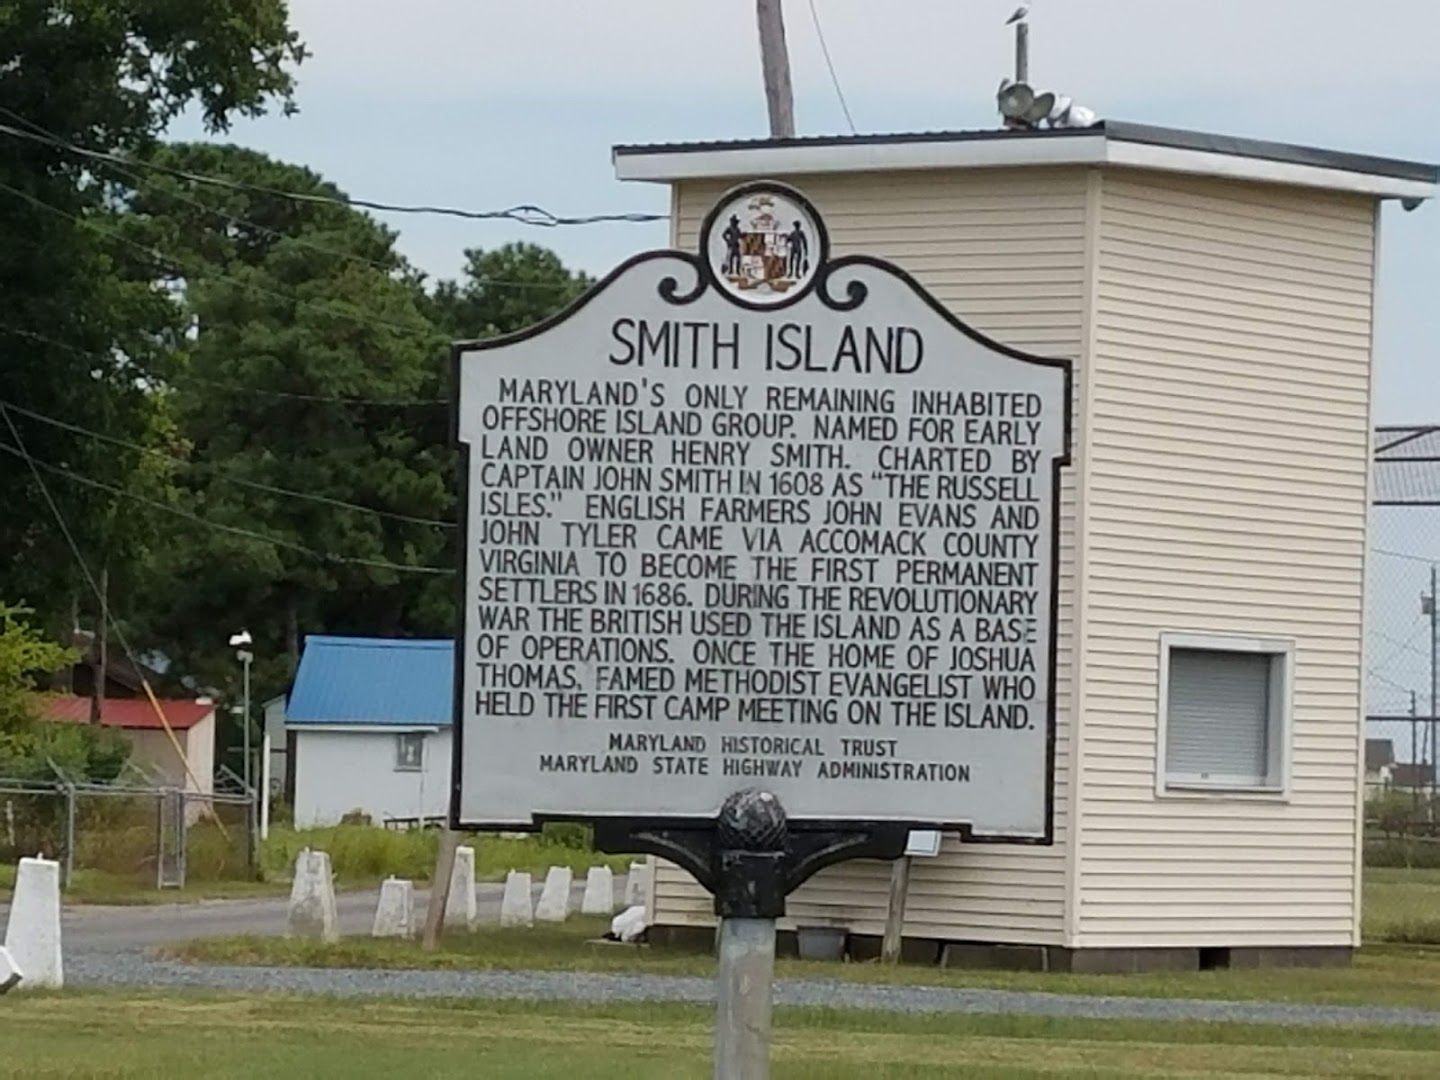 SMITH ISLAND
MARYLAND'S ONLY REMAINING INHABITED
OFFSHORE ISLAND GROUP. NAMED FOR EARLY
LAND OWNER HENRY SMITH. CHARTED BY
CAPTAIN JOHN SMITH IN 1608 AS "THE RUSSELL
ISLES." ENGLISH FARMERS JOHN EVANS AND
JOHN TYLER CAME VIA ACCOMACK COUNTY
VIRGINIA TO BECOME THE FIRST PERMANENT
SETTLERS IN 1686. DURING THE REVOLUTIONARY
WAR THE BRITISH USED THE ISLAND AS A BASE
OF OPERATIONS. ONCE THE HOME OF JOSHUA
THOMAS, FAMED METHODIST EVANGELIST WHO
HELD THE FIRST CAMP MEETING ON THE ISLAND.
MARYLAND HISTORICAL TRUST
MARYLAND STATE HIGHWAY ADMINISTRATION